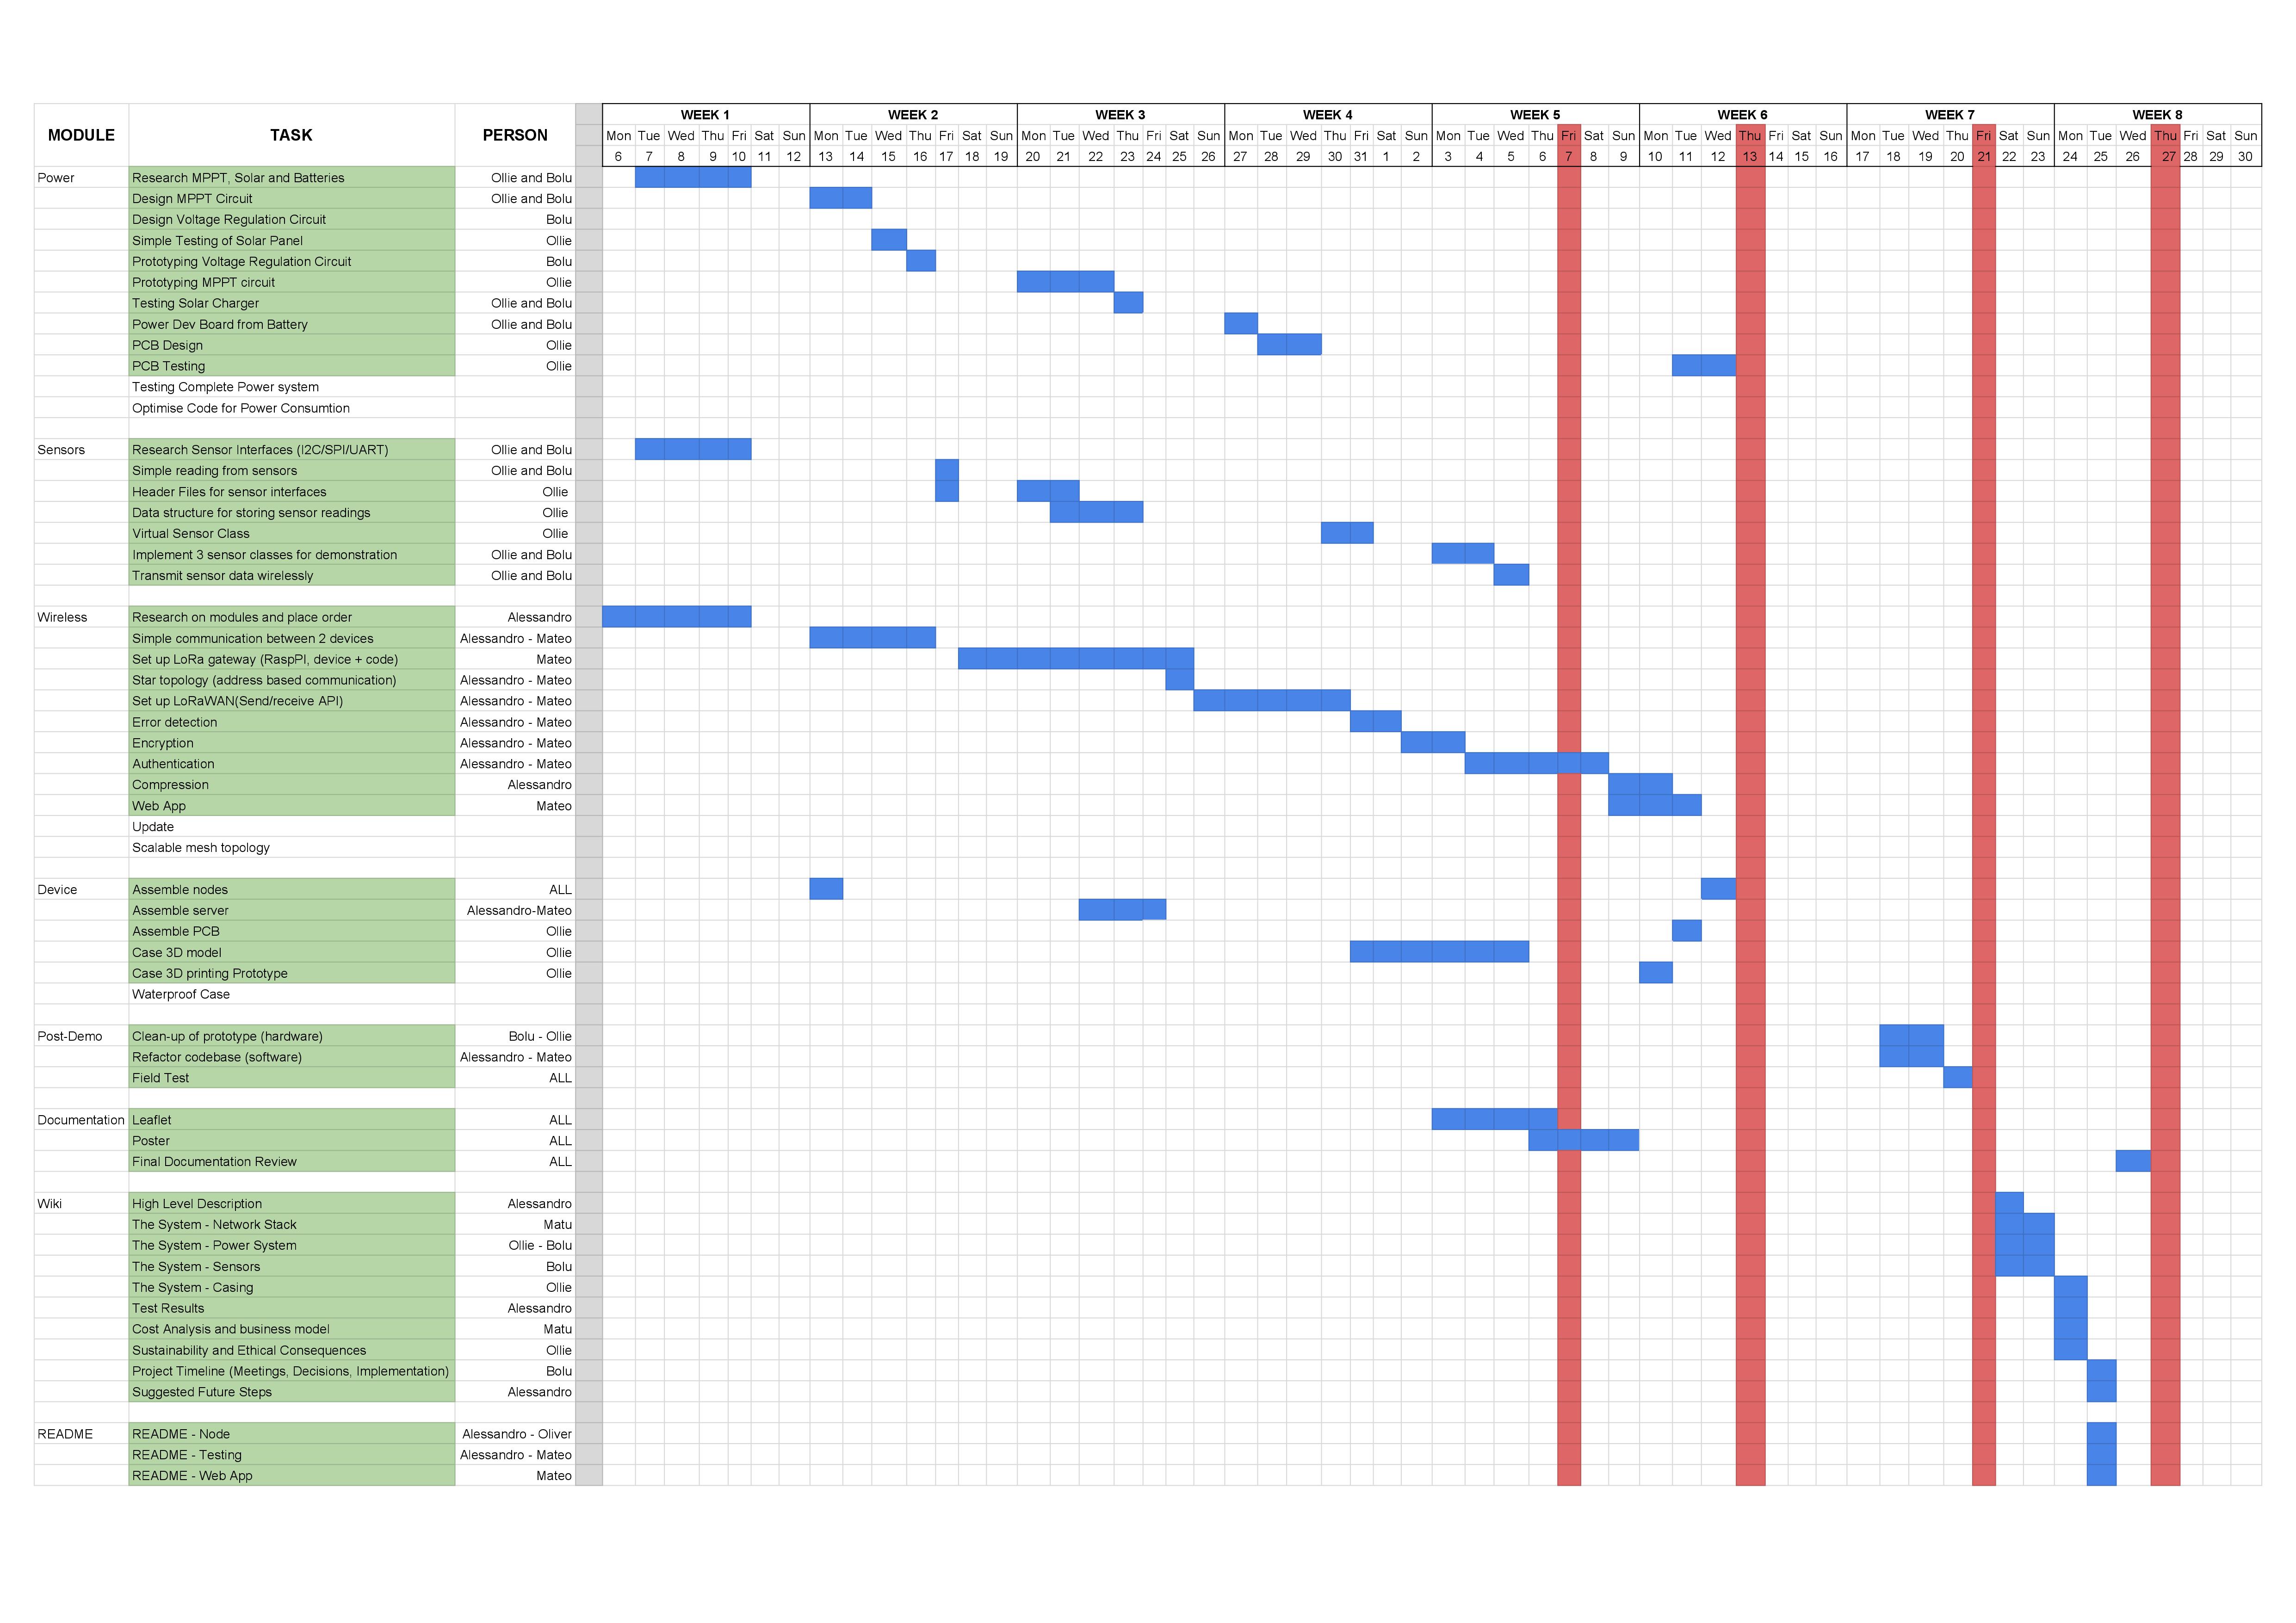 MODULE TASK PERSON WEEK 1 WEEK 2 WEEK 3 WEEK 4 WEEK 5 WEEK 6 WEEK 7 WEEK 8
Mon Tue Wed Thu Fri Sat Sun Mon Tue Wed Thu Fri Sat Sun Mon Tue Wed Thu Fri Sat Sun Mon Tue Wed Thu Fri Sat Sun Mon Tue Wed Thu Fri Sat Sun Mon Tue Wed Thu Fri Sat Sun Mon Tue Wed Thu Fri Sat Sun Mon Tue Wed Thu Fri Sat Sun
6 7 8 9 10 11 12 13 14 15 16 17 18 19 20 21 22 23 24 25 26 27 28 29 30 31 1 2 3 4 5 6 7 8 9 10 11 12 13 14 15 16 17 18 19 20 21 22 23 24 25 26 27 28 29 30
Power Research MPPT, Solar and Batteries Ollie and Bolu
Design MPPT Circuit Ollie and Bolu
Design Voltage Regulation Circuit Bolu
Simple Testing of Solar Panel Ollie
Prototyping Voltage Regulation Circuit Bolu
Prototyping MPPT circuit Ollie
Testing Solar Charger Ollie and Bolu
Power Dev Board from Battery Ollie and Bolu
PCB Design Ollie
PCB Testing Ollie
Testing Complete Power system
Optimise Code for Power Consumtion
Sensors Research Sensor Interfaces (I2C/SPI/UART) Ollie and Bolu
Simple reading from sensors Ollie and Bolu
Header Files for sensor interfaces Ollie
Data structure for storing sensor readings Ollie
Virtual Sensor Class Ollie
Implement 3 sensor classes for demonstration Ollie and Bolu
Transmit sensor data wirelessly Ollie and Bolu
Wireless Research on modules and place order Alessandro
Simple communication between 2 devices Alessandro - Mateo
Set up LoRa gateway (RaspPI, device + code) Mateo
Star topology (address based communication) Alessandro - Mateo
Set up LoRaWAN(Send/receive API) Alessandro - Mateo
Error detection Alessandro - Mateo
Encryption Alessandro - Mateo
Authentication Alessandro - Mateo
Compression Alessandro
Web App Mateo
Update
Scalable mesh topology
Device Assemble nodes ALL
Assemble server Alessandro-Mateo
Assemble PCB Ollie
Case 3D model Ollie
Case 3D printing Prototype Ollie
Waterproof Case
Post-Demo Clean-up of prototype (hardware) Bolu - Ollie
Refactor codebase (software) Alessandro - Mateo
Field Test ALL
Documentation Leaflet ALL
Poster ALL
Final Documentation Review ALL
Wiki High Level Description Alessandro
The System - Network Stack Matu
The System - Power System Ollie - Bolu
The System - Sensors Bolu
The System - Casing Ollie
Test Results Alessandro
Cost Analysis and business model Matu
Sustainability and Ethical Consequences Ollie
Project Timeline (Meetings, Decisions, Implementation) Bolu
Suggested Future Steps Alessandro
README README - Node Alessandro - Oliver
README - Testing Alessandro - Mateo
README - Web App Mateo